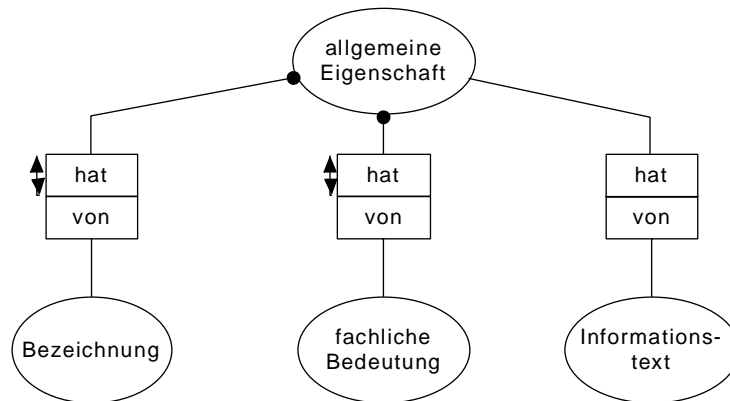 allgemeine
Eigenschaft
hat
hat
hat
von
von
von
Bezeichnung
fachliche
Bedeutung
Informations-
text